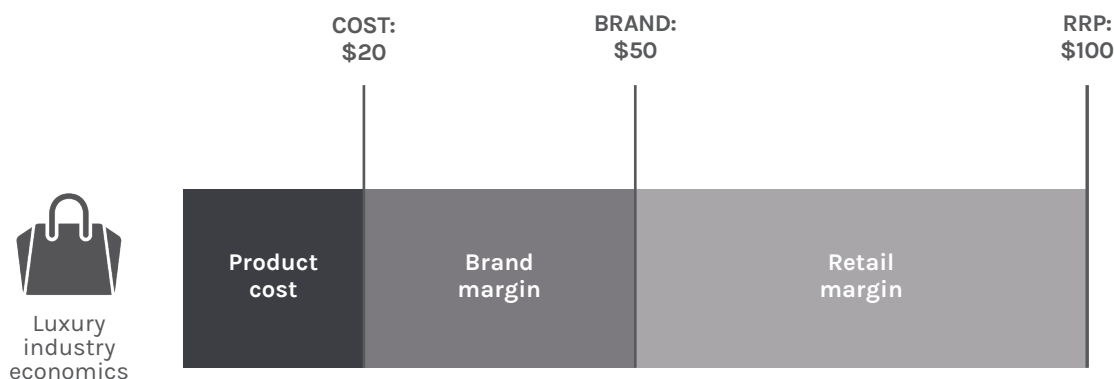 COST:
$20
BRAND:
$50
RRP:
$100
Product
cost
Brand
margin
Retail
margin
Luxury
industry
economics